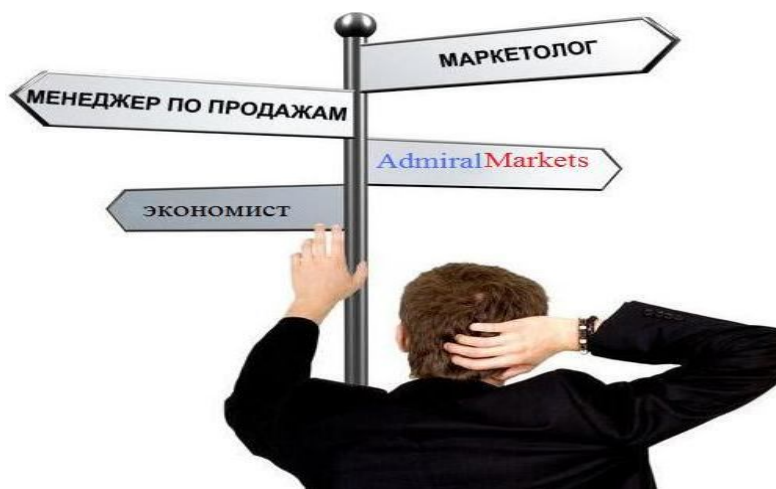 МАРКЕТОЛОГ
МЕНЕДЖЕР ПО ПРОДАЖАМ
AdmiralMarkets
ЭКОНОМИСТ